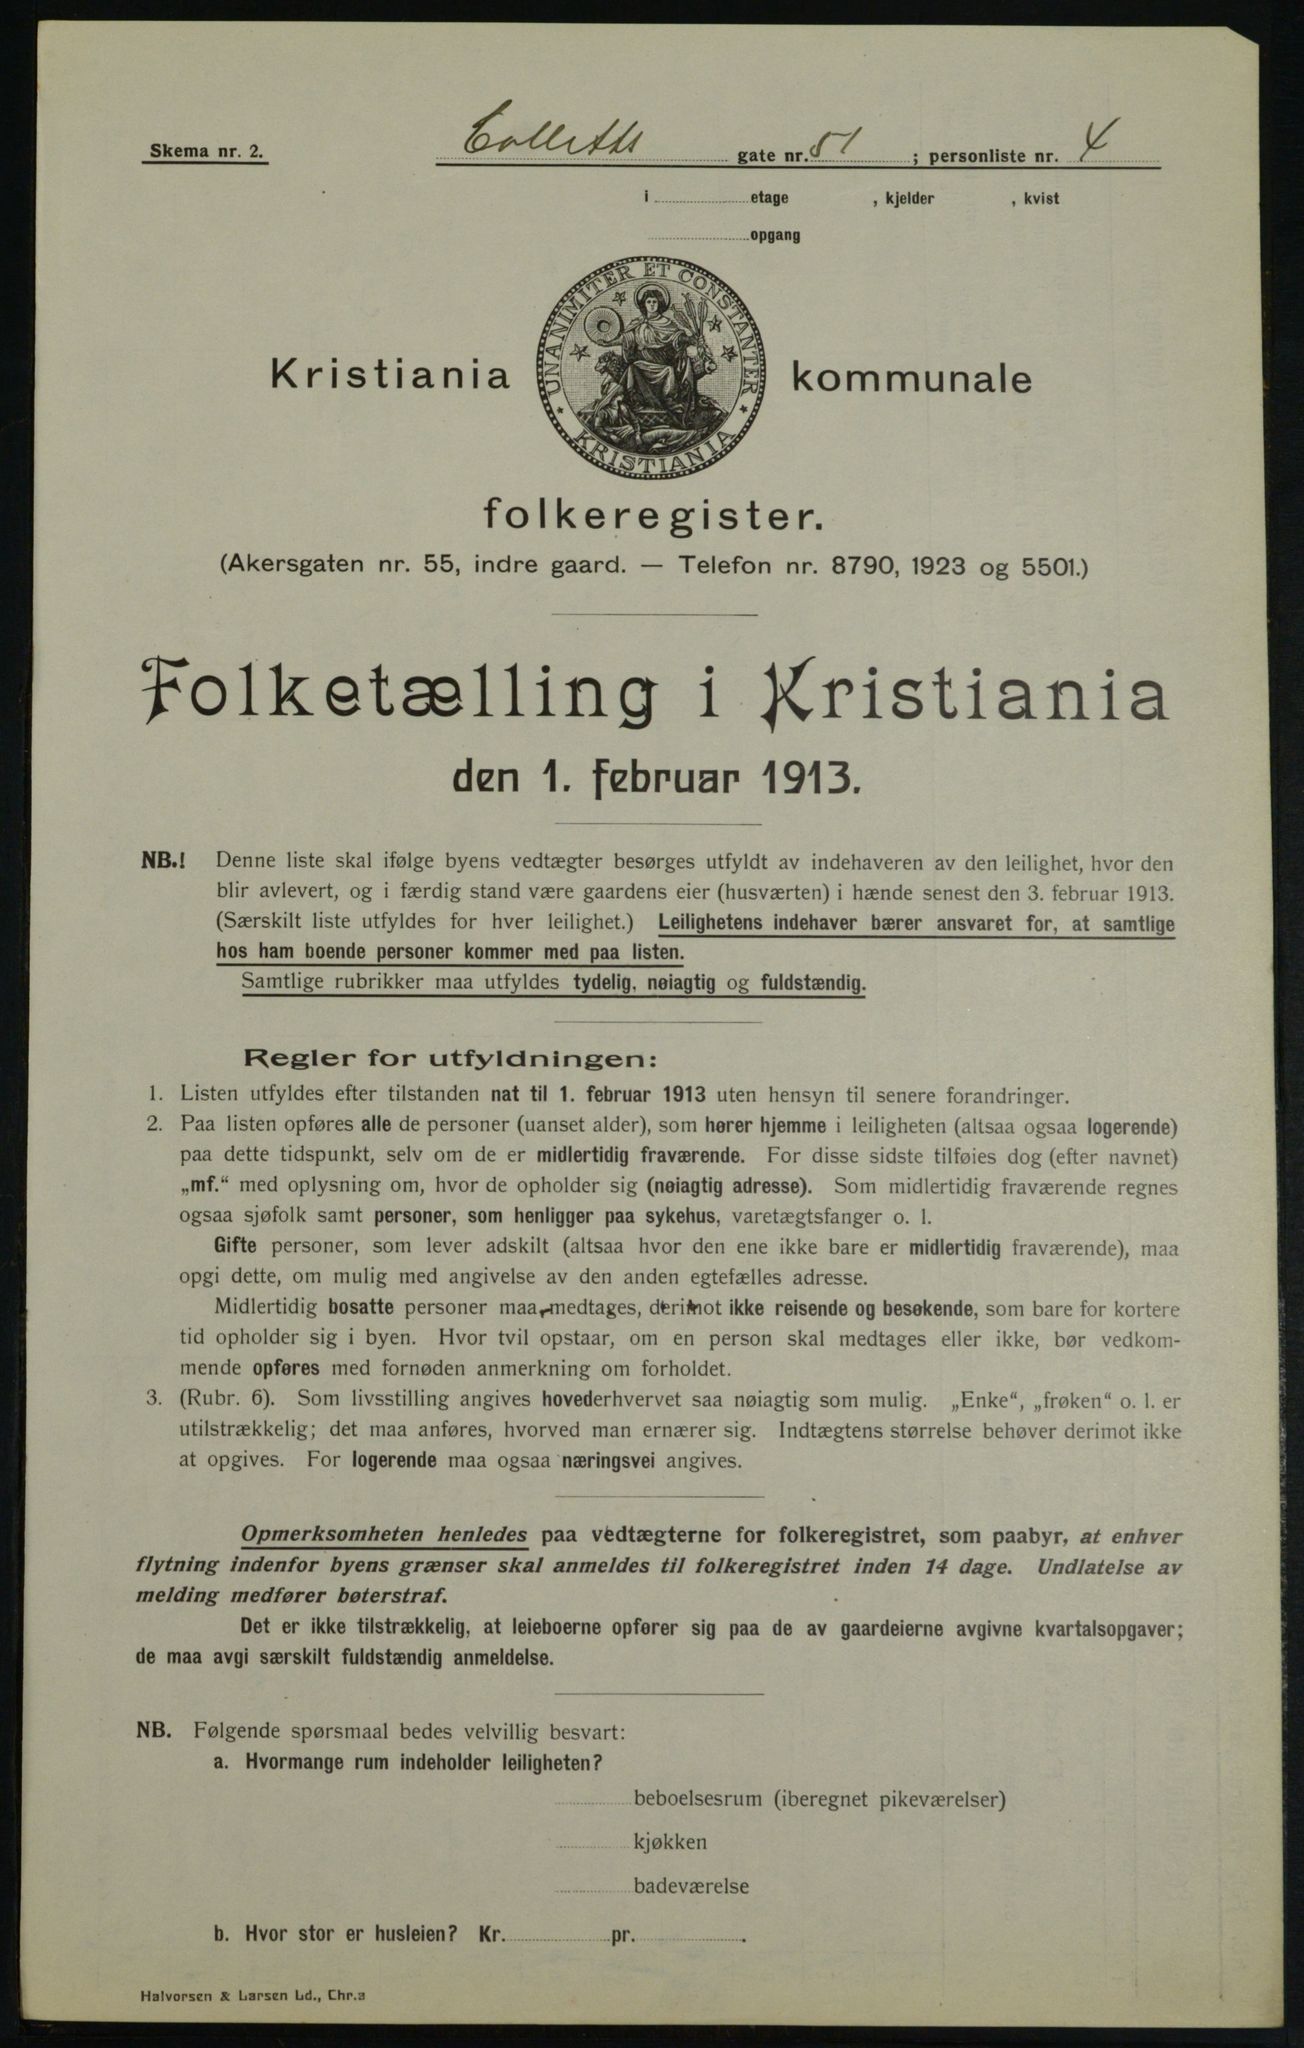 Skema nr. 2.
Colletts gate nr. 51; personliste nr. 4
i etage , kjelder , kvist
opgang
UNANIMITER ET CONSTANTER
KRISTIANIA
Kristiania kommunale
folkeregister.
(Akersgaten nr. 55, indre gaard. — Telefon nr. 8790, 1923 og 5501.)
Folketælling i Kristiania
den 1. februar 1913.
NB.! Denne liste skal ifølge byens vedtægter besørges utfyldt av indehaveren av den leilighet, hvor den
blir avlevert, og i færdig stand være gaardens eier (husværten) i hænde senest den 3. februar 1913.
(Særskilt liste utfyldes for hver leilighet.) Leilighetens indehaver bærer ansvaret for, at samtlige
hos ham boende personer kommer med paa listen.
Samtlige rubrikker maa utfyldes tydelig, nøiagtig og fuldstændig.
Regler for utfyldningen:
1. Listen utfyldes efter tilstanden nat til 1. februar 1913 uten hensyn til senere forandringer.
2. Paa listen opføres alle de personer (uanset alder), som hører hjemme i leiligheten (altsaa ogsaa logerende)
paa dette tidspunkt, selv om de er midlertidig fraværende. For disse sidste tilføies dog (efter navnet)
„mf.“ med oplysning om, hvor de opholder sig (nøiagtig adresse). Som midlertidig fraværende regnes
ogsaa sjøfolk samt personer, som henligger paa sykehus, varetægtsfanger o. l.
Gifte personer, som lever adskilt (altsaa hvor den ene ikke bare er midlertidig fraværende), maa
opgi dette, om mulig med angivelse av den anden egtefælles adresse.
Midlertidig bosatte personer maa medtages, derimot ikke reisende og besøkende, som bare for kortere
tid opholder sig i byen. Hvor tvil opstaar, om en person skal medtages eller ikke, bør vedkom-
mende opføres med fornøden anmerkning om forholdet.
3. (Rubr. 6). Som livsstilling angives hovederhvervet saa nøiagtig som mulig. „Enke“, „frøken“ o. l. er
utilstrækkelig; det maa anføres, hvorved man ernærer sig. Indtægtens størrelse behøver derimot ikke
at opgives. For logerende maa ogsaa næringsvei angives.
Opmerksomheten henledes paa vedtægterne for folkeregistret, som paabyr, at enhver
flytning indenfor byens grænser skal anmeldes til folkeregistret inden 14 dage. Undlatelse av
melding medfører bøterstraf.
Det er ikke tilstrækkelig, at leieboerne opfører sig paa de av gaardeierne avgivne kvartalsopgaver;
de maa avgi særskilt fuldstændig anmeldelse.
NB. Følgende spørsmaal bedes velvillig besvart:
a. Hvormange rum indeholder leiligheten?
beboelsesrum (iberegnet pikeværelser)
kjøkken
badeværelse
b. Hvor stor er husleien? Kr. pr. .
Halvorsen & Larsen Ld., Chr.a